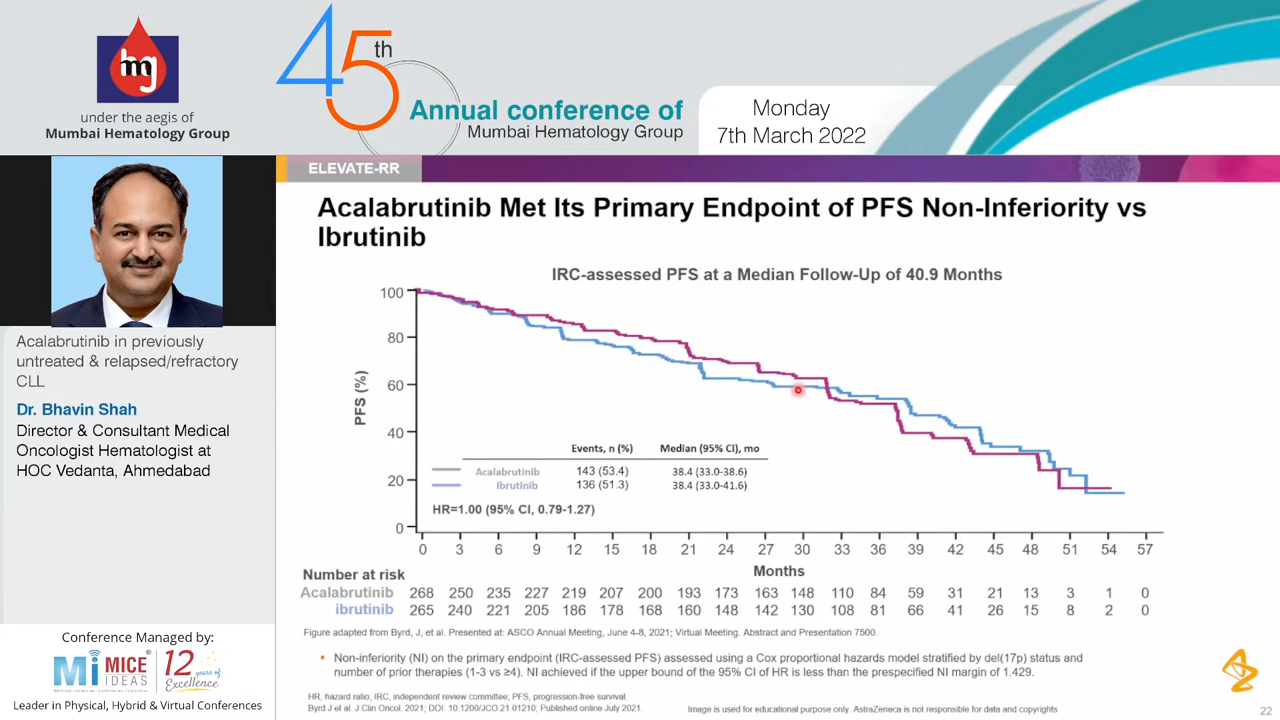 hmg
under the aegis of
Mumbai Hematology Group
45th
Annual conference of
Mumbai Hematology Group
Monday
7th March 2022
Acalabrutinib in previously
untreated & relapsed/refractory
CLL
Dr. Bhavin Shah
Director & Consultant Medical
Oncologist Hematologist at
HOC Vedanta, Ahmedabad
Conference Managed by:
Mi MICE IDEAS®
12 years of Excellence
Leader in Physical, Hybrid & Virtual Conferences
ELEVATE-RR
Acalabrutinib Met Its Primary Endpoint of PFS Non-Inferiority vs
Ibrutinib
IRC-assessed PFS at a Median Follow-Up of 40.9 Months
PFS (%)
100
80
60
40
20
0
Events, n (%) Median (95% CI), mo
Acalabrutinib 143 (53.4) 38.4 (33.0-38.6)
Ibrutinib 136 (51.3) 38.4 (33.0-41.6)
HR=1.00 (95% CI, 0.79-1.27)
0 3 6 9 12 15 18 21 24 27 30 33 36 39 42 45 48 51 54 57
Months
Number at risk
Acalabrutinib 268 250 235 227 219 207 200 193 173 163 148 110 84 59 31 21 13 3 1 0
ibrutinib 265 240 221 205 186 178 168 160 148 142 130 108 81 66 41 26 15 8 2 0
Figure adapted from Byrd, J, et al. Presented at: ASCO Annual Meeting, June 4-8, 2021; Virtual Meeting. Abstract and Presentation 7500.
▪ Non-inferiority (NI) on the primary endpoint (IRC-assessed PFS) assessed using a Cox proportional hazards model stratified by del(17p) status and
number of prior therapies (1-3 vs ≥4). NI achieved if the upper bound of the 95% CI of HR is less than the prespecified NI margin of 1.429.
HR, hazard ratio; IRC, independent review committee; PFS, progression-free survival.
Byrd J et al. J Clin Oncol. 2021; DOI: 10.1200/JCO.21.01210; Published online July 2021.
Image is used for educational purpose only. AstraZeneca is not responsible for data and copyrights
22